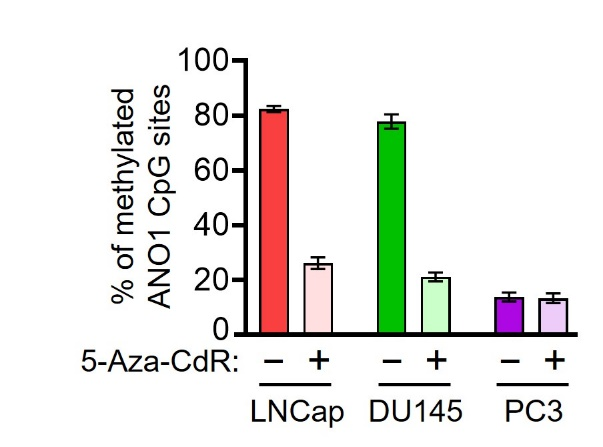 % of methylated
ANO1 CpG sites
100
80
60
40
20
0
5-Aza-CdR: − + − + − +
LNCap DU145 PC3